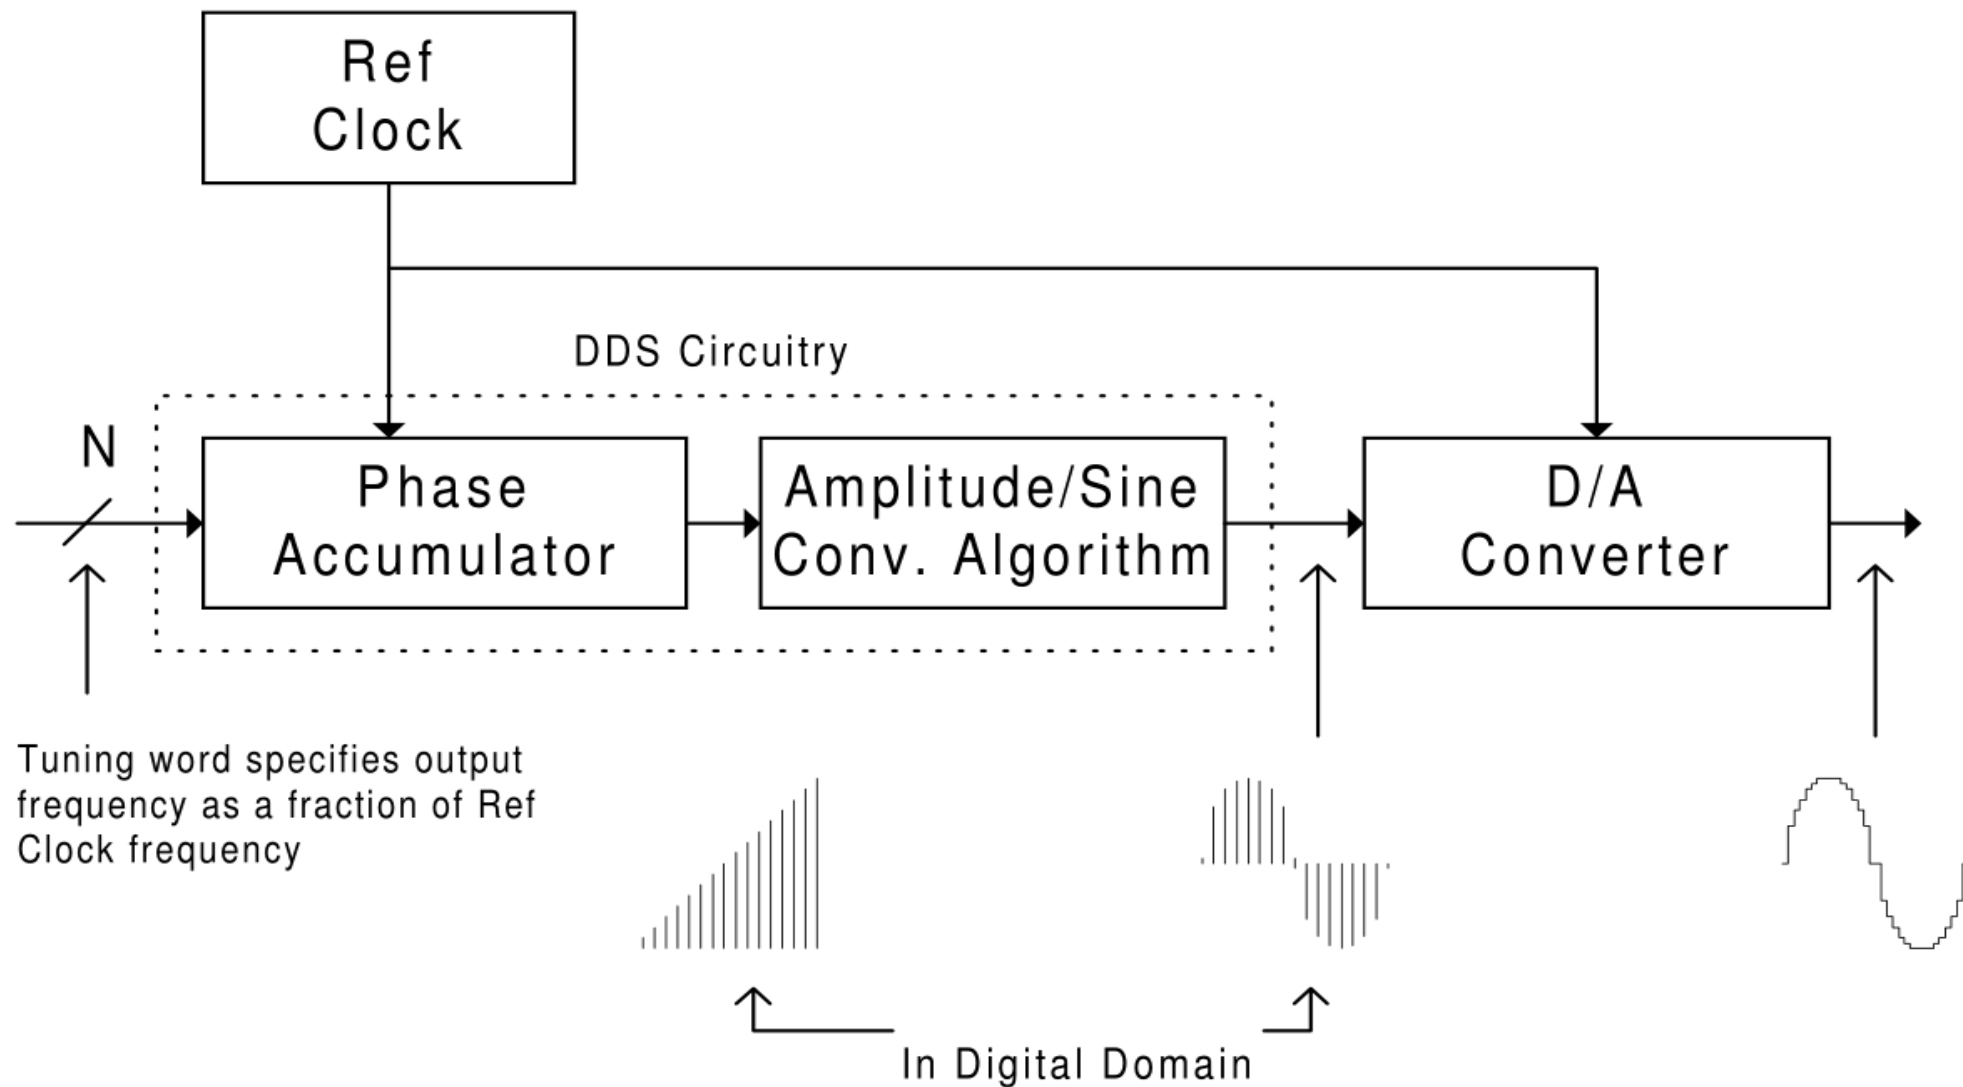 Ref
Clock
DDS Circuitry
N
Phase
Accumulator
Amplitude/Sine
Conv. Algorithm
D/A
Converter
Tuning word specifies output
frequency as a fraction of Ref
Clock frequency
In Digital Domain